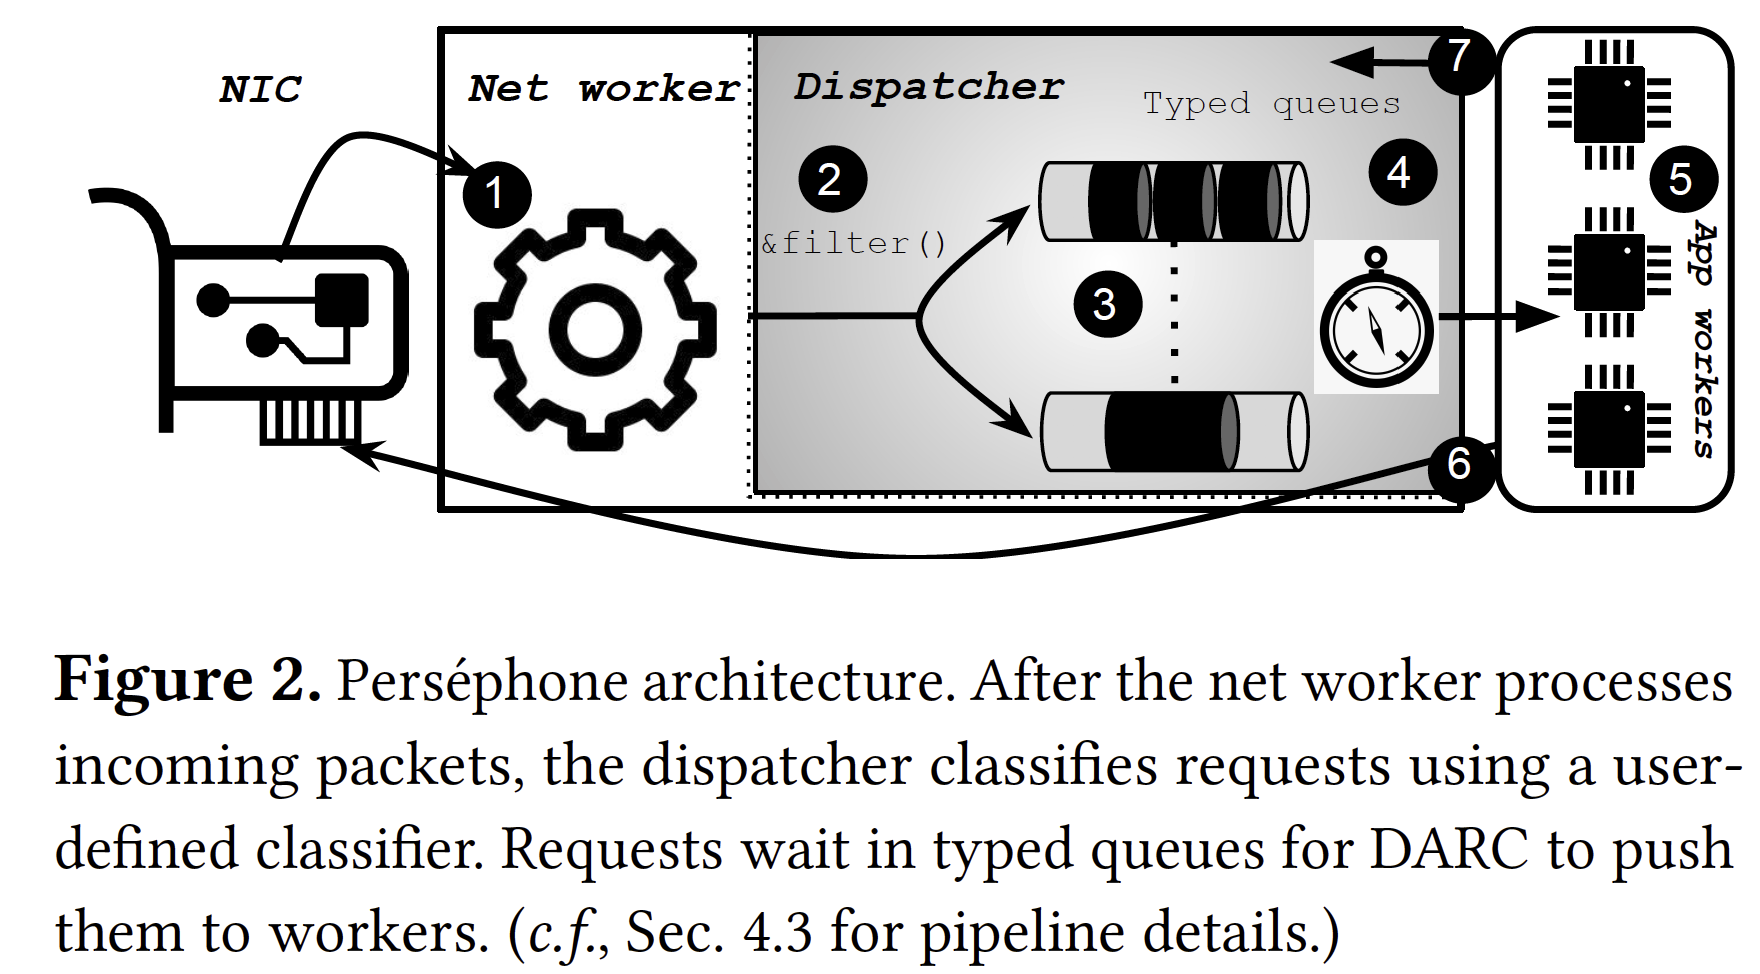 NIC
Net worker
Dispatcher
Typed queues
7
1
2
4
5
&filter()
3
App workers
6
Figure 2. Perséphone architecture. After the net worker processes
incoming packets, the dispatcher classifies requests using a user-
defined classifier. Requests wait in typed queues for DARC to push
them to workers. (c.f., Sec. 4.3 for pipeline details.)